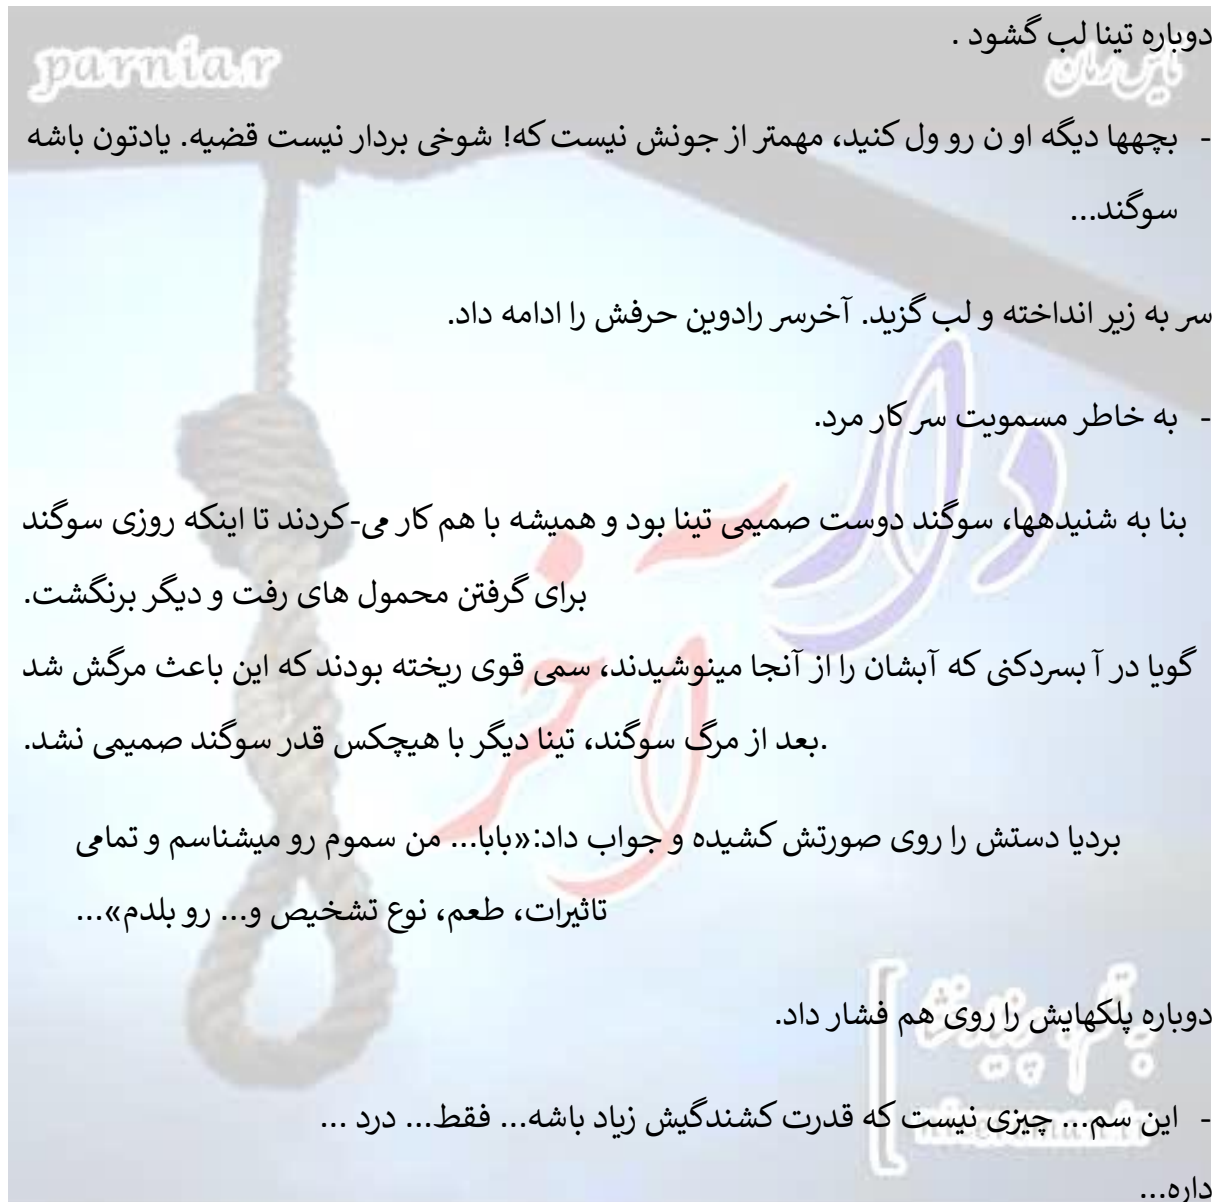 دوباره تینا لب گشود .
parnia.r
- بچهها دیگه او ن رو ول کنید، مهمتر از جونش نیست که! شوخی بردار نیست قضیه. یادتون باشه
سوگند...
سر به زیر انداخته و لب گزید. آخرسر رادوین حرفش را ادامه داد.
- به خاطر مسمویت سر کار مرد.
بنا به شنیدهها، سوگند دوست صمیمی تینا بود و همیشه با هم کار می-کردند تا اینکه روزی سوگند
برای گرفتن محمول های رفت و دیگر برنگشت.
گویا در آ بسردکنی که آبشان را از آنجا مینوشیدند، سمی قوی ریخته بودند که این باعث مرگش شد
.بعد از مرگ سوگند، تینا دیگر با هیچکس قدر سوگند صمیمی نشد.
بردیا دستش را روی صورتش کشیده و جواب داد:«بابا... من سموم رو میشناسم و تمامی
تاثیرات، طعم، نوع تشخیص و... رو بلدم»...
دوباره پلکهایش را روی هم فشار داد.
- این سم... چیزی نیست که قدرت کشندگیش زیاد باشه... فقط... درد ...
داره...
دار آخر